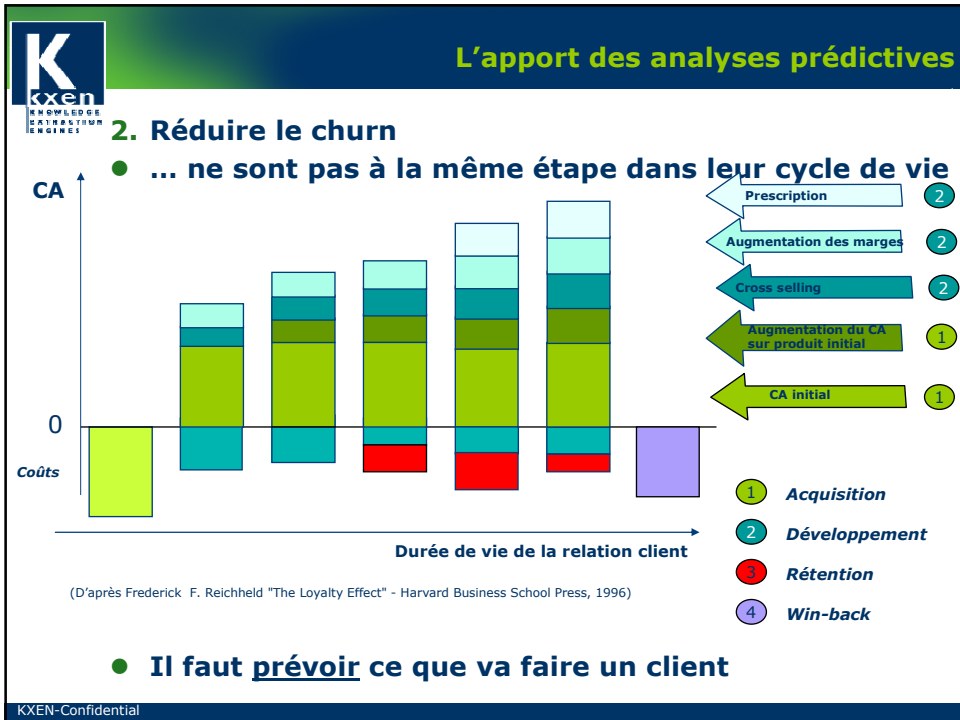 K
kxen
KNOWLEDGE
EXTRACTION
ENGINES
L'apport des analyses prédictives
2. Réduire le churn
● ... ne sont pas à la même étape dans leur cycle de vie
CA
Prescription
2
Augmentation des marges
2
Cross selling
2
Augmentation du CA
sur produit initial
1
CA initial
1
0
Coûts
1 Acquisition
2 Développement
3 Rétention
4 Win-back
Durée de vie de la relation client
(D'après Frederick F. Reichheld "The Loyalty Effect" - Harvard Business School Press, 1996)
● Il faut prévoir ce que va faire un client
KXEN-Confidential